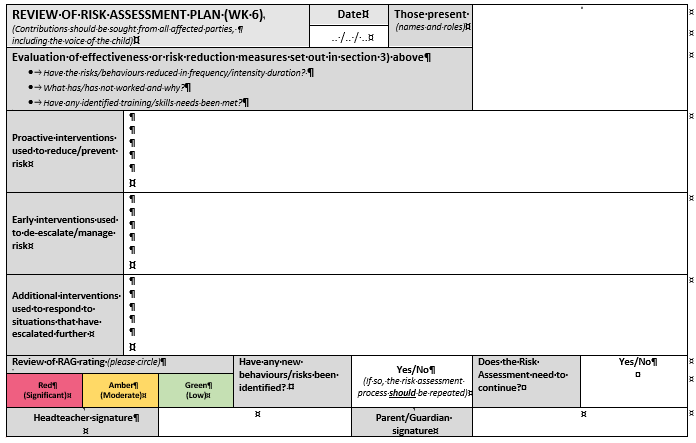 REVIEW OF RISK ASSESSMENT PLAN (WK 6)
(Contributions should be sought from all affected parties,
including the voice of the child)
Date
../../..
Those present
(names and roles)
Evaluation of effectiveness or risk reduction measures set out in section 3) above
Have the risks/behaviours reduced in frequency/intensity duration?
What has/has not worked and why?
Have any identified training/skills needs been met?
Proactive interventions
used to reduce/prevent
risk
Early interventions used
to de-escalate/manage
risk
Additional interventions
used to respond to
situations that have
escalated further
Review of RAG rating (please circle)
Red
(Significant)
Amber
(Moderate)
Green
(Low)
Have any new
behaviours/risks been
identified?
Yes/No
(If so, the risk assessment
process should be repeated)
Does the Risk
Assessment need to
continue?
Yes/No
Headteacher signature
Parent/Guardian
signature